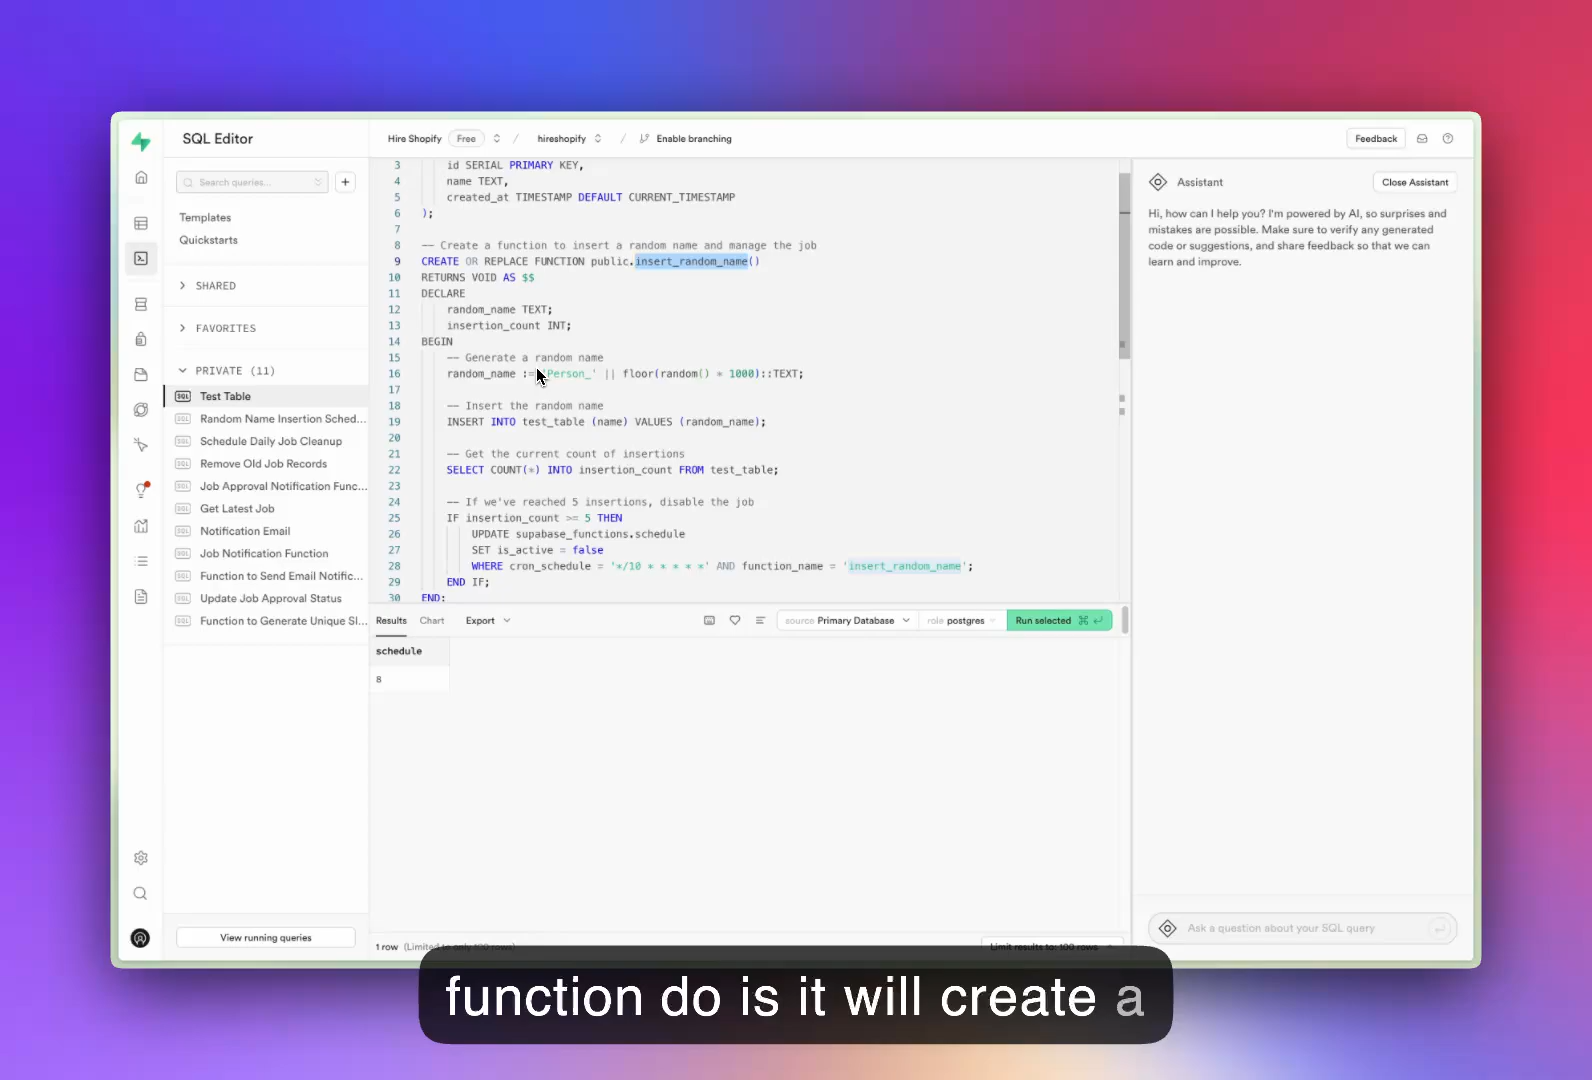 SQL Editor
Hire Shopify Free / hireshopify / Enable branching
Feedback
Search queries...
Templates
Quickstarts
SHARED
FAVORITES
PRIVATE (11)
Test Table
Random Name Insertion Sched...
Schedule Daily Job Cleanup
Remove Old Job Records
Job Approval Notification Func...
Get Latest Job
Notification Email
Job Notification Function
Function to Send Email Notific...
Update Job Approval Status
Function to Generate Unique Sl...
View running queries
3 id SERIAL PRIMARY KEY,
4 name TEXT,
5 created_at TIMESTAMP DEFAULT CURRENT_TIMESTAMP
6 );
7
8 -- Create a function to insert a random name and manage the job
9 CREATE OR REPLACE FUNCTION public.insert_random_name()
10 RETURNS VOID AS $$
11 DECLARE
12 random_name TEXT;
13 insertion_count INT;
14 BEGIN
15 -- Generate a random name
16 random_name := 'Person_' || floor(random() * 1000)::TEXT;
17
18 -- Insert the random name
19 INSERT INTO test_table (name) VALUES (random_name);
20
21 -- Get the current count of insertions
22 SELECT COUNT(*) INTO insertion_count FROM test_table;
23
24 -- If we've reached 5 insertions, disable the job
25 IF insertion_count >= 5 THEN
26 UPDATE supabase_functions.schedule
27 SET is_active = false
28 WHERE cron_schedule = '*/10 * * * * *' AND function_name = 'insert_random_name';
29 END IF;
30 END;
Results Chart Export
source Primary Database role postgres Run selected
schedule
8
1 row (Limited to only 100 rows)
Limit results to: 100 rows
Assistant
Close Assistant
Hi, how can I help you? I'm powered by AI, so surprises and
mistakes are possible. Make sure to verify any generated
code or suggestions, and share feedback so that we can
learn and improve.
Ask a question about your SQL query
function do is it will create a